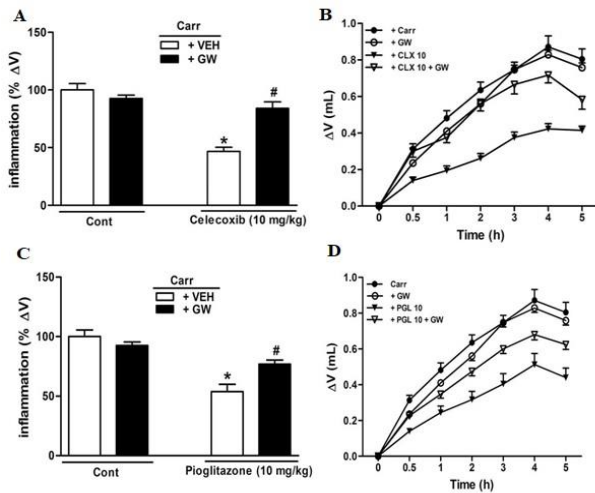 A
Carr
+ VEH
+ GW
inflammation (% ΔV)
150
100
50
0
*
#
Cont
Celecoxib (10 mg/kg)
B
+ Carr
+ GW
+ CLX 10
+ CLX 10 + GW
ΔV (mL)
1.0
0.8
0.6
0.4
0.2
0.0
0 0.5 1 2 3 4 5
Time (h)
C
Carr
+ VEH
+ GW
inflammation (% ΔV)
150
100
50
0
*
#
Cont
Pioglitazone (10 mg/kg)
D
Carr
+ GW
+ PGL 10
+ PGL 10 + GW
ΔV (mL)
1.0
0.8
0.6
0.4
0.2
0.0
0 0.5 1 2 3 4 5
Time (h)